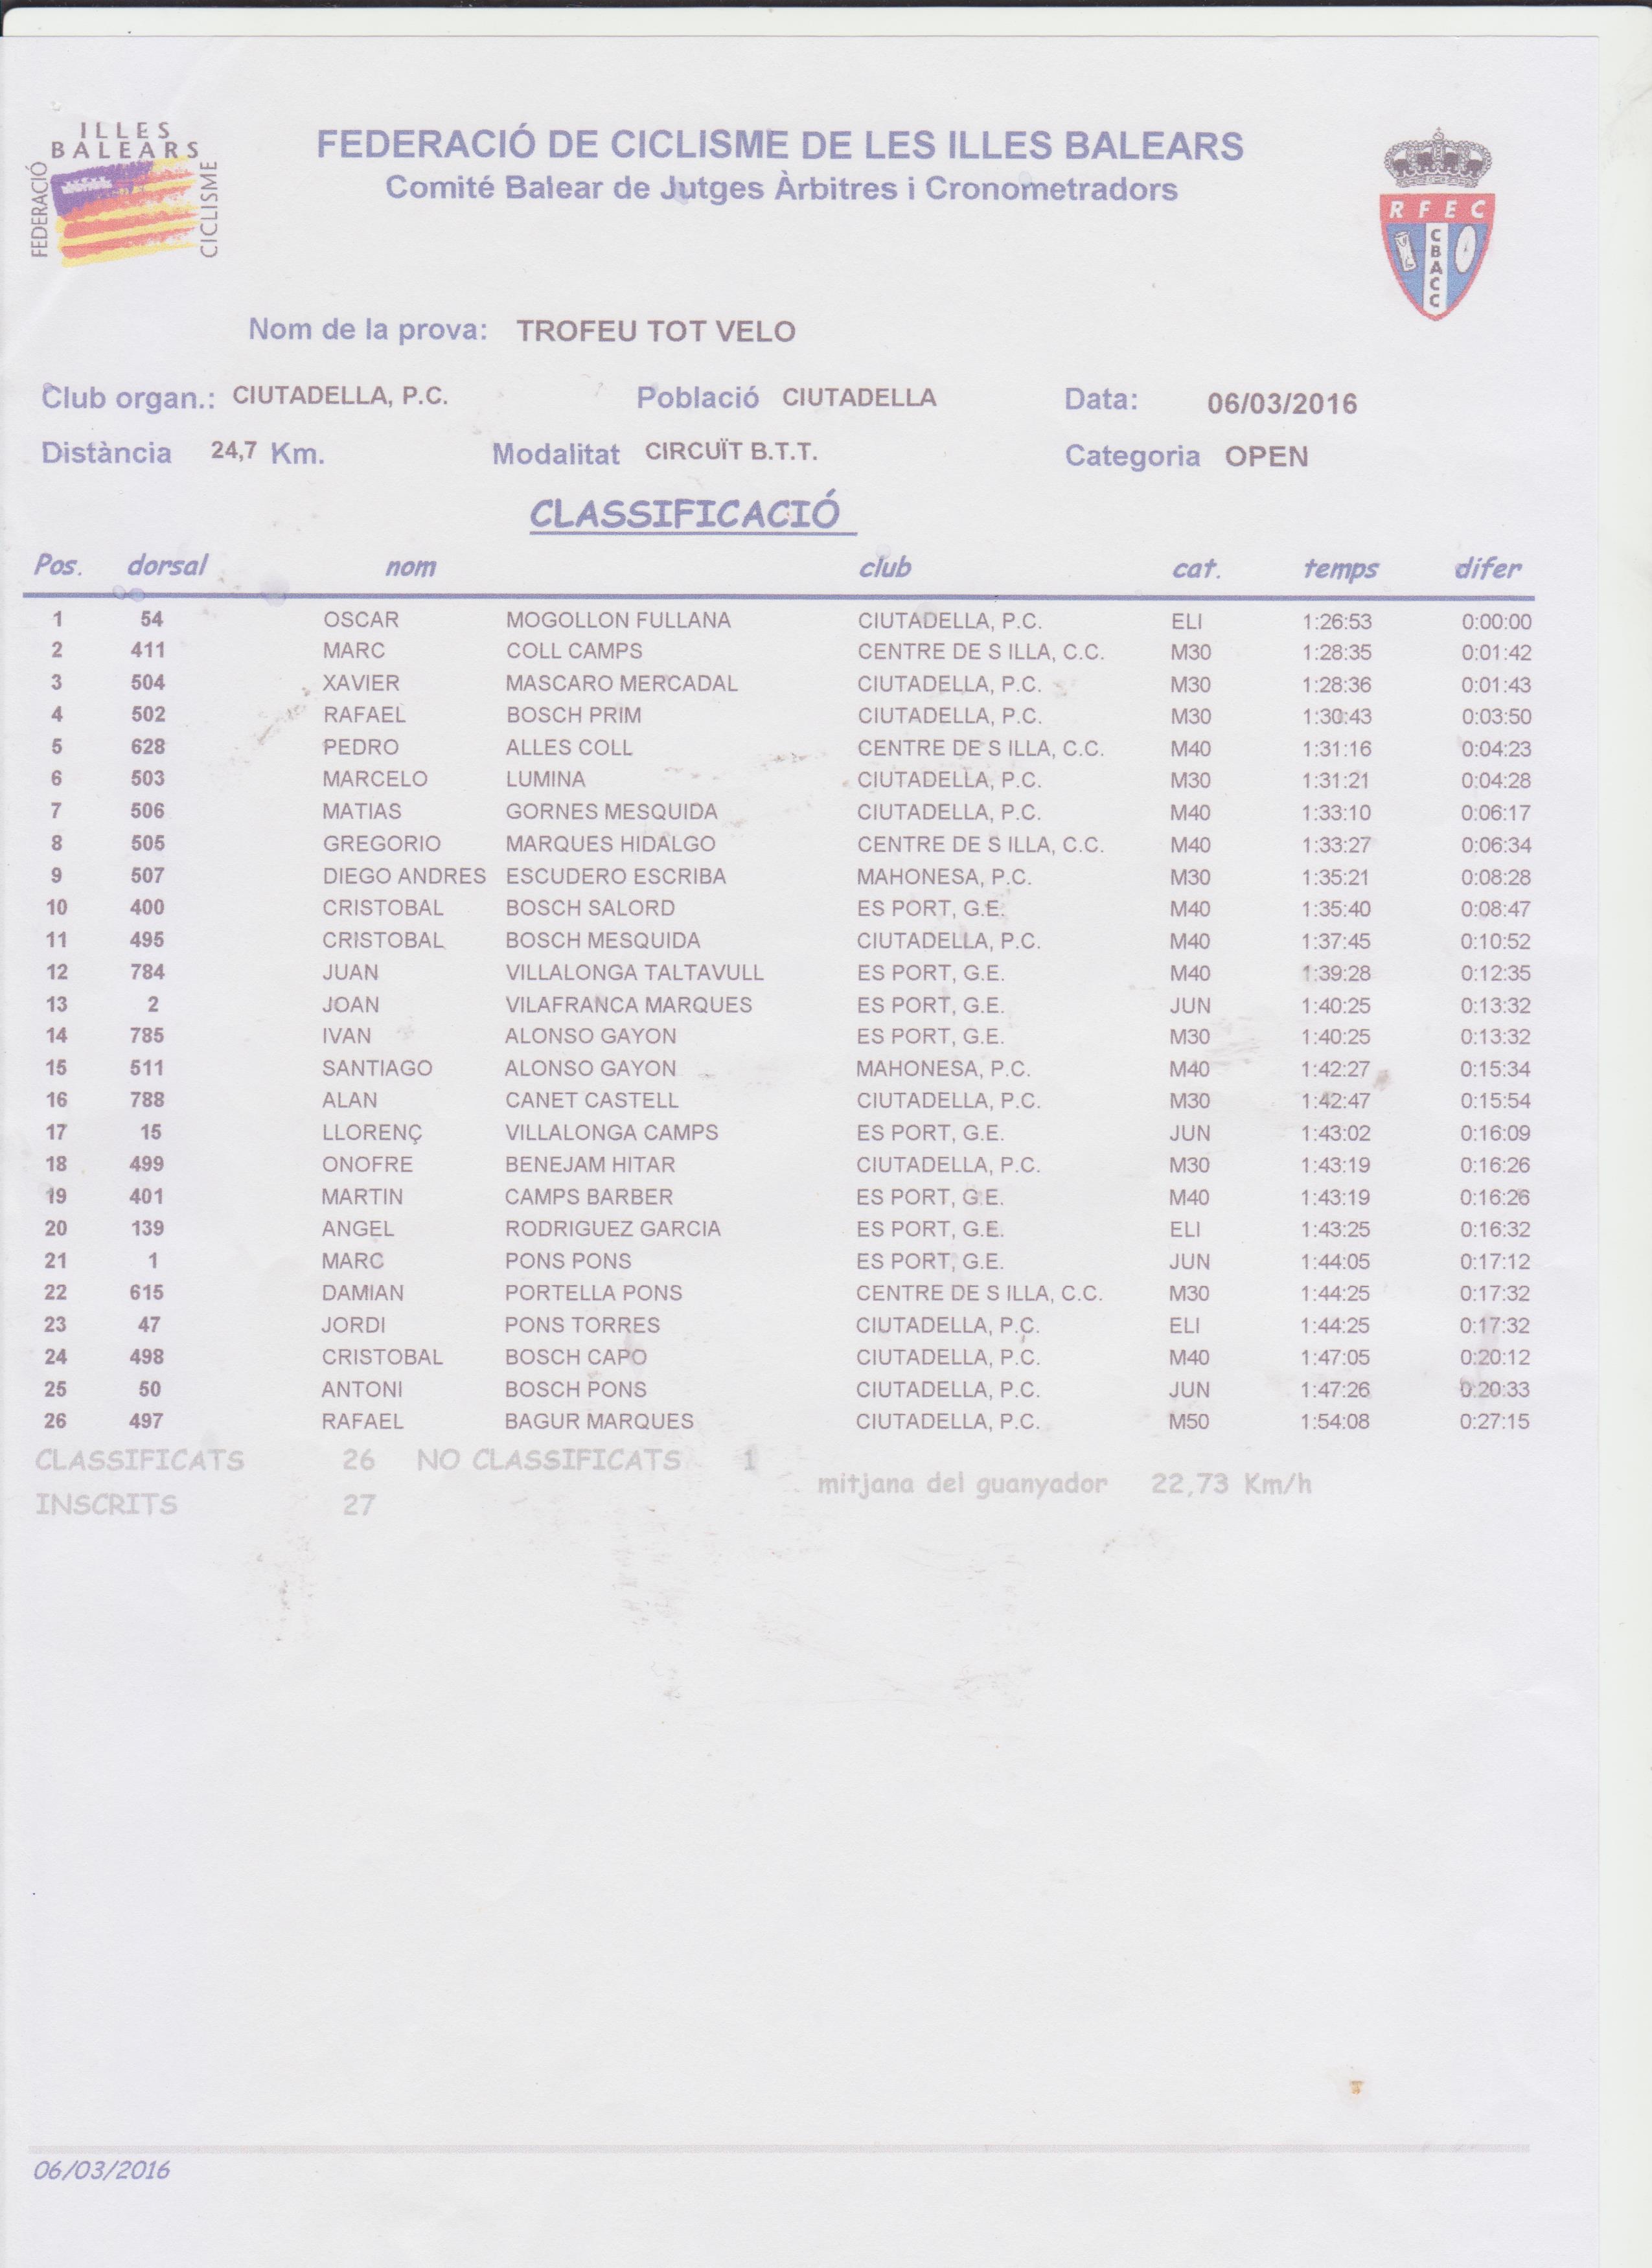 ILLES
BALEARS
FEDERACIÓ
CICLISME
FEDERACIÓ DE CICLISME DE LES ILLES BALEARS
Comité Balear de Jutges Àrbitres i Cronometradors
RFEC
CBACC
Nom de la prova: TROFEU TOT VELO
Club organ.: CIUTADELLA, P.C. Població CIUTADELLA Data: 06/03/2016
Distància 24,7 Km. Modalitat CIRCUÏT B.T.T. Categoria OPEN
CLASSIFICACIÓ
Pos. dorsal nom club cat. temps difer
1 54 OSCAR MOGOLLON FULLANA CIUTADELLA, P.C. ELI 1:26:53 0:00:00
2 411 MARC COLL CAMPS CENTRE DE S ILLA, C.C. M30 1:28:35 0:01:42
3 504 XAVIER MASCARO MERCADAL CIUTADELLA, P.C. M30 1:28:36 0:01:43
4 502 RAFAEL BOSCH PRIM CIUTADELLA, P.C. M30 1:30:43 0:03:50
5 628 PEDRO ALLES COLL CENTRE DE S ILLA, C.C. M40 1:31:16 0:04:23
6 503 MARCELO LUMINA CIUTADELLA, P.C. M30 1:31:21 0:04:28
7 506 MATIAS GORNES MESQUIDA CIUTADELLA, P.C. M40 1:33:10 0:06:17
8 505 GREGORIO MARQUES HIDALGO CENTRE DE S ILLA, C.C. M40 1:33:27 0:06:34
9 507 DIEGO ANDRES ESCUDERO ESCRIBA MAHONESA, P.C. M30 1:35:21 0:08:28
10 400 CRISTOBAL BOSCH SALORD ES PORT, G.E. M40 1:35:40 0:08:47
11 495 CRISTOBAL BOSCH MESQUIDA CIUTADELLA, P.C. M40 1:37:45 0:10:52
12 784 JUAN VILLALONGA TALTAVULL ES PORT, G.E. M40 1:39:28 0:12:35
13 2 JOAN VILAFRANCA MARQUES ES PORT, G.E. JUN 1:40:25 0:13:32
14 785 IVAN ALONSO GAYON ES PORT, G.E. M30 1:40:25 0:13:32
15 511 SANTIAGO ALONSO GAYON MAHONESA, P.C. M40 1:42:27 0:15:34
16 788 ALAN CANET CASTELL CIUTADELLA, P.C. M30 1:42:47 0:15:54
17 15 LLORENÇ VILLALONGA CAMPS ES PORT, G.E. JUN 1:43:02 0:16:09
18 499 ONOFRE BENEJAM HITAR CIUTADELLA, P.C. M30 1:43:19 0:16:26
19 401 MARTIN CAMPS BARBER ES PORT, G.E. M40 1:43:19 0:16:26
20 139 ANGEL RODRIGUEZ GARCIA ES PORT, G.E. ELI 1:43:25 0:16:32
21 1 MARC PONS PONS ES PORT, G.E. JUN 1:44:05 0:17:12
22 615 DAMIAN PORTELLA PONS CENTRE DE S ILLA, C.C. M30 1:44:25 0:17:32
23 47 JORDI PONS TORRES CIUTADELLA, P.C. ELI 1:44:25 0:17:32
24 498 CRISTOBAL BOSCH CAPO CIUTADELLA, P.C. M40 1:47:05 0:20:12
25 50 ANTONI BOSCH PONS CIUTADELLA, P.C. JUN 1:47:26 0:20:33
26 497 RAFAEL BAGUR MARQUES CIUTADELLA, P.C. M50 1:54:08 0:27:15
CLASSIFICATS 26 NO CLASSIFICATS 1
mitjana del guanyador 22,73 Km/h
INSCRITS 27
06/03/2016